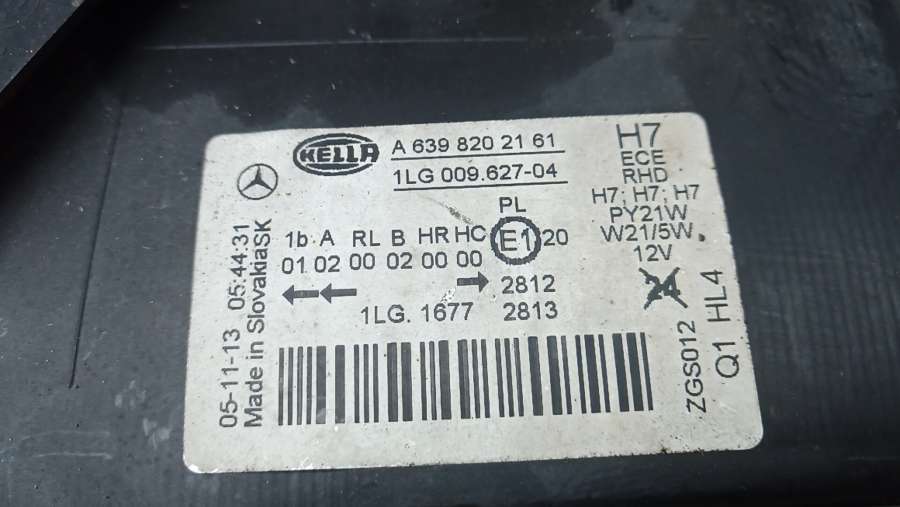 HELLA
A 639 820 2161
1LG 009.627-04
H7
ECE
RHD
H7; H7; H7
PY21W
W21/5W
12V
24
PL
1b A RL B HR HC E1 20
01 02 00 02 00 00
2812
1LG. 1677 2813
05-11-13 05:44:31
Made in SlovakiaSK
ZGS012
Q1 HL4